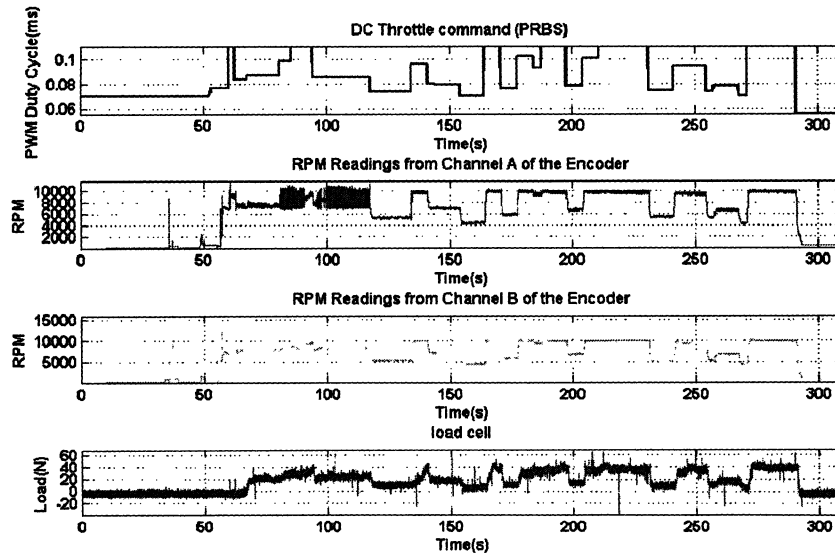 DC Throttle command (PRBS)
PWM Duty Cycle(ms)
0.1
0.08
0.06
0 50 100 150 200 250 300
Time(s)
RPM Readings from Channel A of the Encoder
RPM
10000
8000
6000
4000
2000
0 50 100 150 200 250 300
Time(s)
RPM Readings from Channel B of the Encoder
RPM
15000
10000
5000
0 50 100 150 200 250 300
Time(s)
load cell
Load(N)
60
40
20
0
-20
0 50 100 150 200 250 300
Time(s)